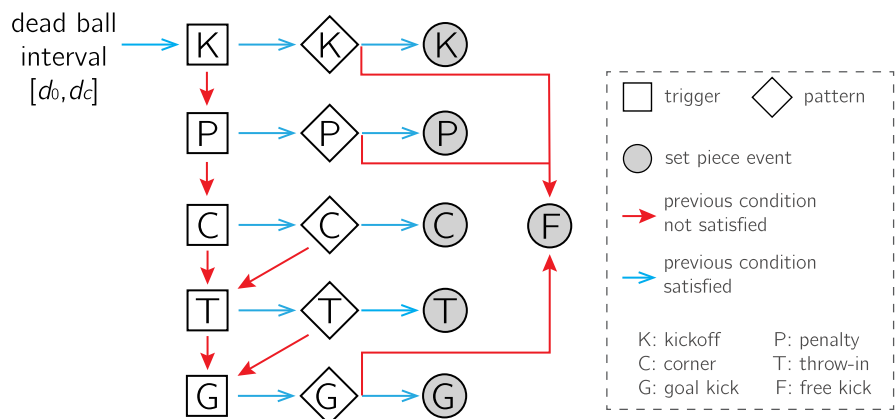 dead ball
interval
[d0,dc]
K K K
P P P
C C C
F
T T T
G G G
trigger
pattern
set piece event
previous condition
not satisfied
previous condition
satisfied
K: kickoff P: penalty
C: corner T: throw-in
G: goal kick F: free kick